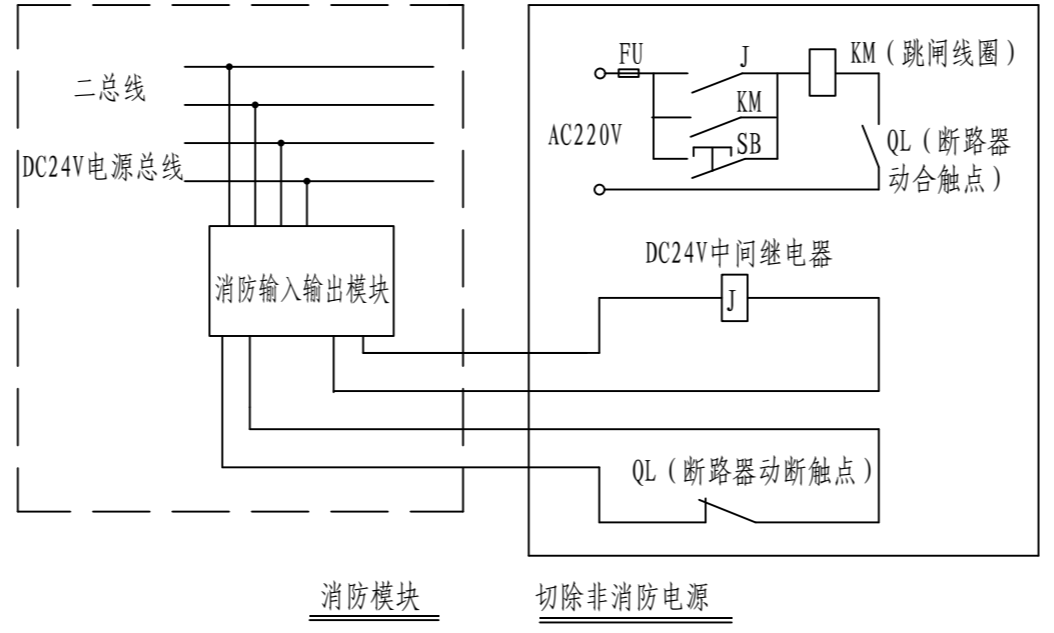 二总线
DC24V电源总线
消防输入输出模块
FU
J
KM（跳闸线圈）
KM
AC220V
SB
QL（断路器
动合触点）
DC24V中间继电器
J
QL（断路器动断触点）
消防模块
切除非消防电源